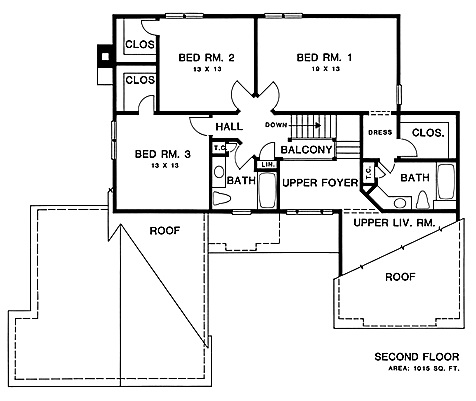 CLOS
BED RM. 2
13 X 13
BED RM. 1
19 X 13
CLOS
HALL
DOWN
DRESS
CLOS.
BED RM. 3
13 X 13
T.C.
LIN.
BALCONY
BATH
UPPER FOYER
T.C.
BATH
ROOF
UPPER LIV. RM.
ROOF
SECOND FLOOR
AREA: 1015 SQ. FT.